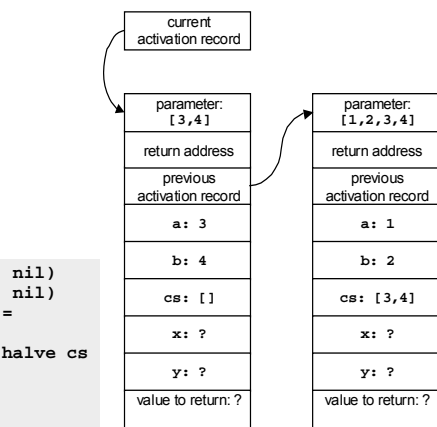 current
activation record
parameter:
[3,4]
return address
previous
activation record
a: 3
b: 4
cs: []
x: ?
y: ?
value to return: ?
parameter:
[1,2,3,4]
return address
previous
activation record
a: 1
b: 2
cs: [3,4]
x: ?
y: ?
value to return: ?
nil)
nil)
=
halve cs